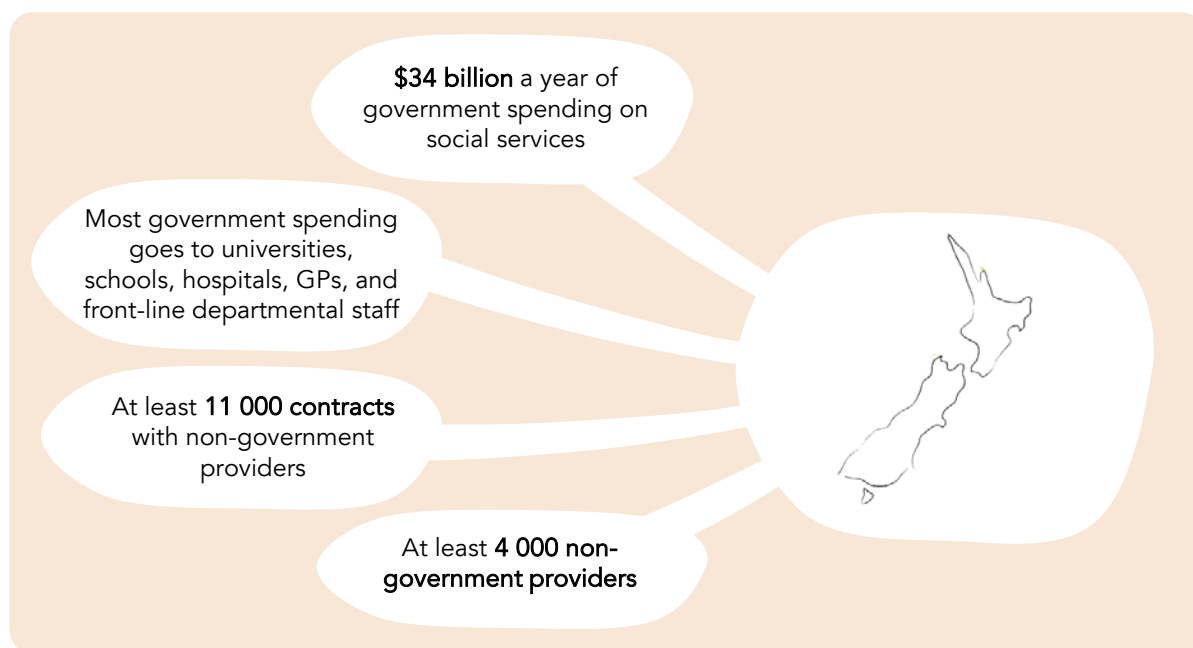 $34 billion a year of
government spending on
social services
Most government spending
goes to universities,
schools, hospitals, GPs, and
front-line departmental staff
At least 11 000 contracts
with non-government
providers
At least 4 000 non-
government providers